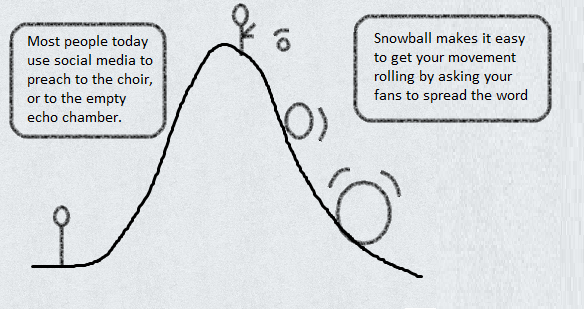 Most people today
use social media to
preach to the choir,
or to the empty
echo chamber.
Snowball makes it easy
to get your movement
rolling by asking your
fans to spread the word